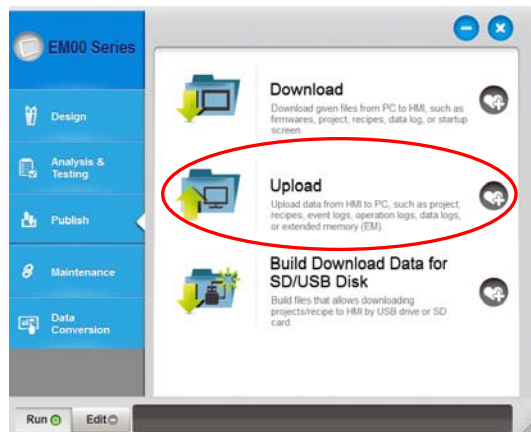 EM00 Series
Design
Analysis &
Testing
Publish
Maintenance
Data
Conversion
Download
Download given files from PC to HMI, such as
firmwares, project, recipes, data log, or startup
screen.
Upload
Upload data from HMI to PC, such as project,
recipes, event logs, operation logs, data logs,
or extended memory (EM).
Build Download Data for
SD/USB Disk
Build files that allows downloading
projects/recipe to HMI by USB drive or SD
card.
Run
Edit